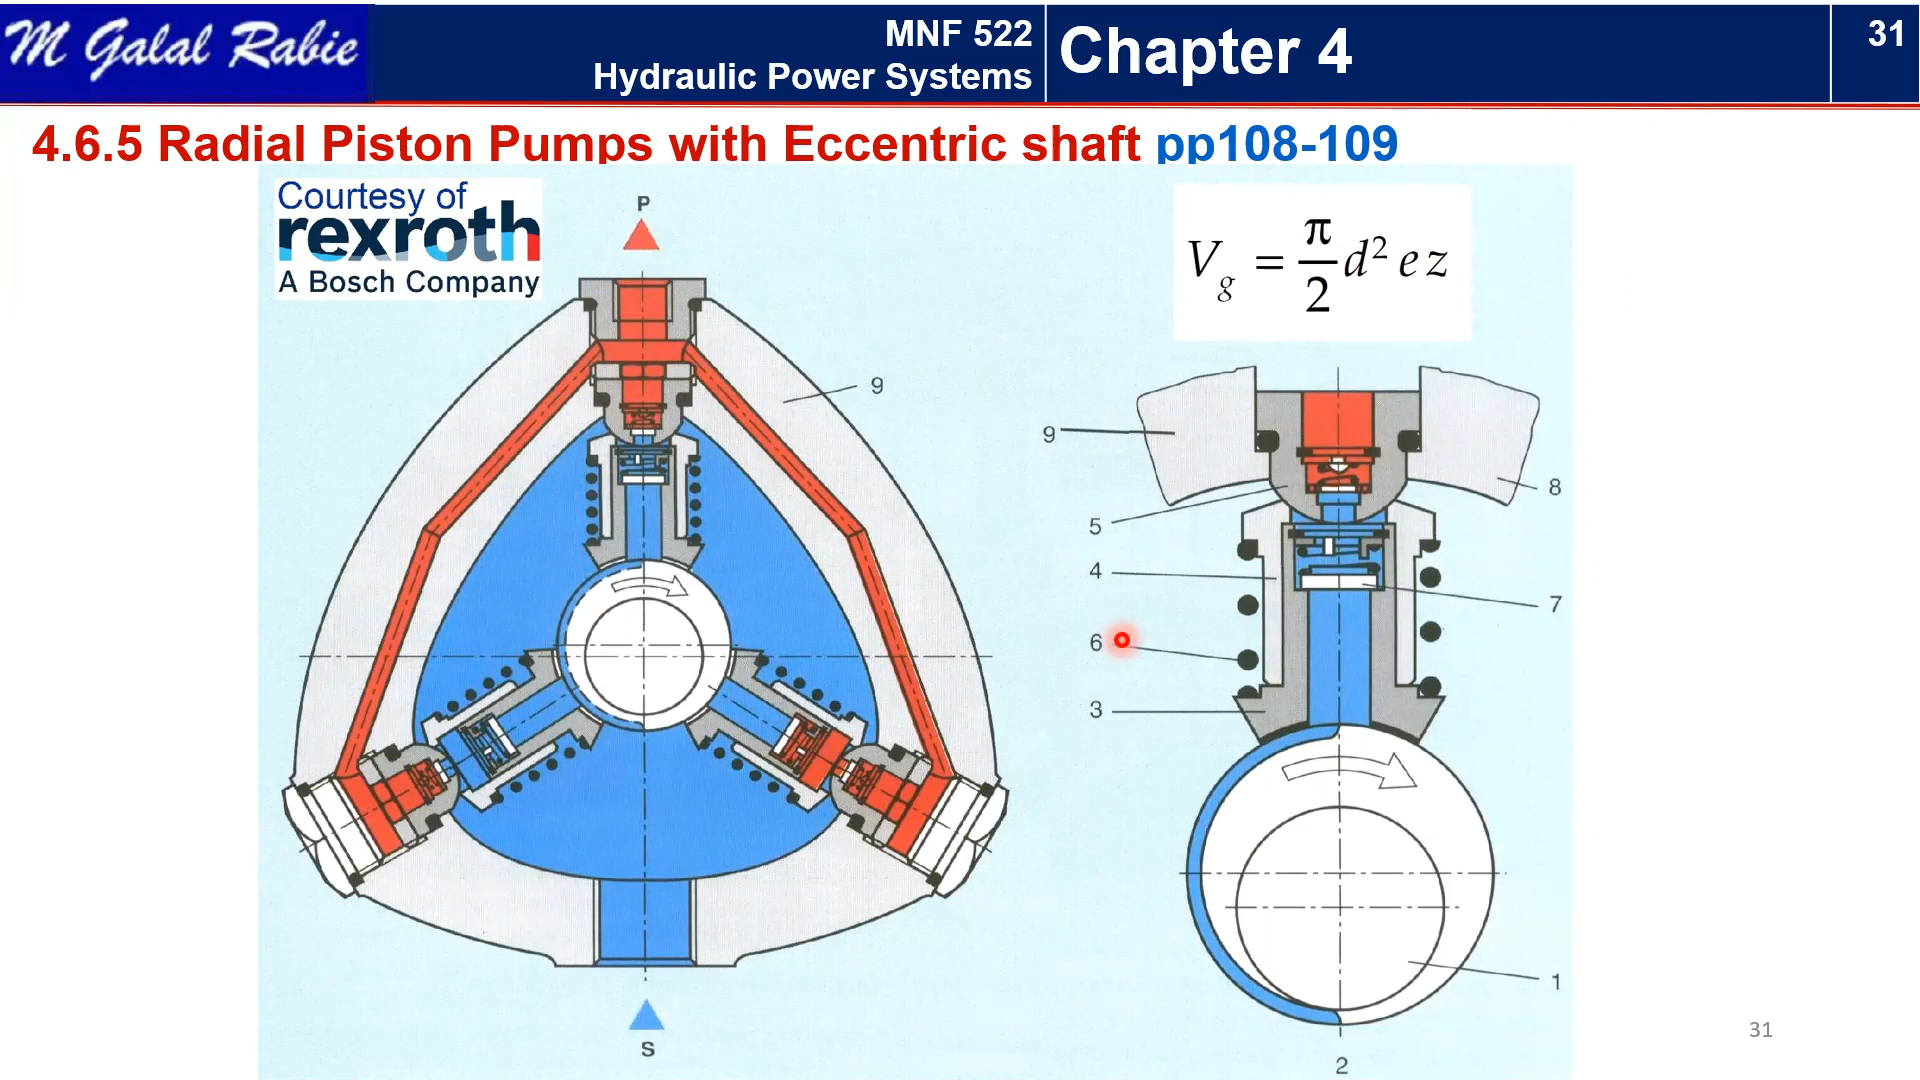 M Galal Rabie
MNF 522
Hydraulic Power Systems
Chapter 4
31
4.6.5 Radial Piston Pumps with Eccentric shaft pp108-109
Courtesy of
rexroth
A Bosch Company
P
V_g = π/2 d² e z
9
9
8
5
4
7
6
3
1
2
S
31